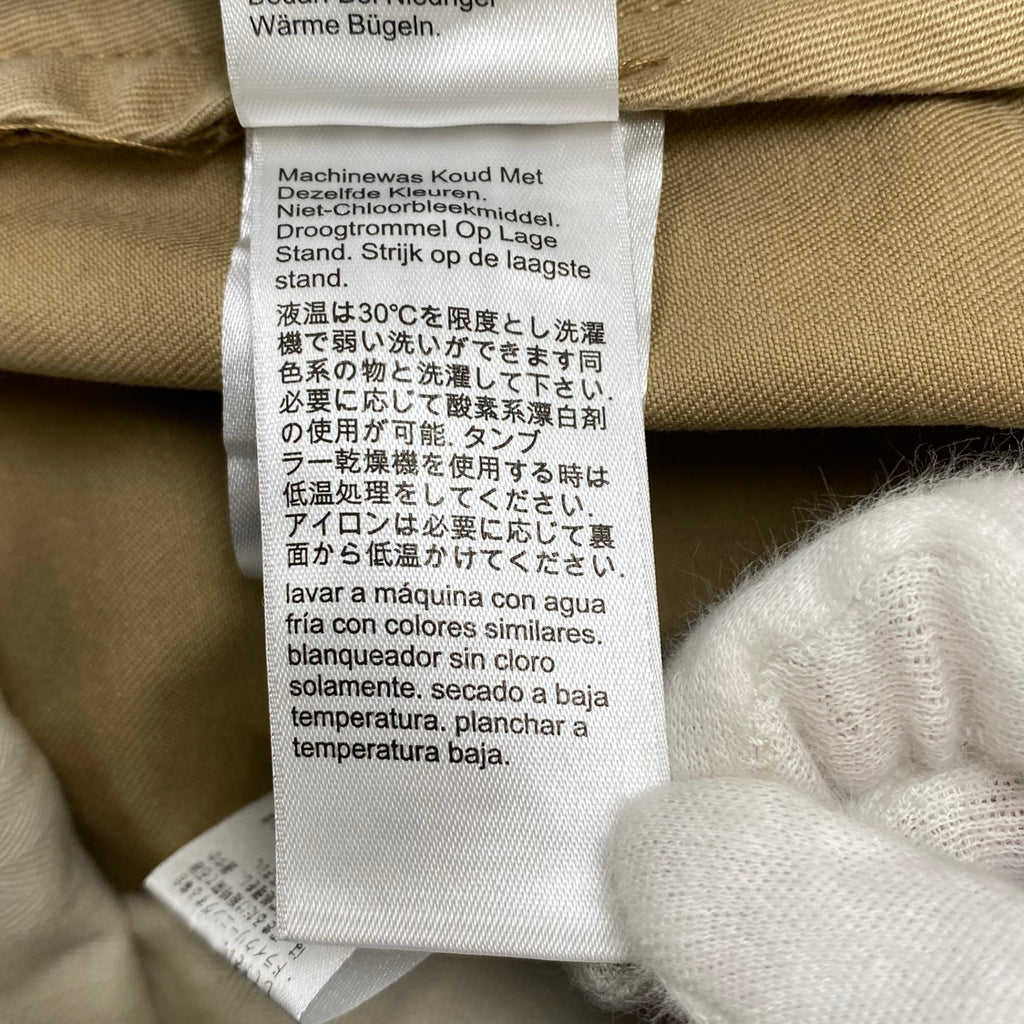 Wärme Bügeln.
Machinewas Koud Met
Dezelfde Kleuren.
Niet-Chloorbleekmiddel.
Droogtrommel Op Lage
Stand. Strijk op de laagste
stand.
液温は30℃を限度とし洗濯
機で弱い洗いができます同
色系の物と洗濯して下さい.
必要に応じて酸素系漂白剤
の使用が可能. タンブ
ラー乾燥機を使用する時は
低温処理をしてください.
アイロンは必要に応じて裏
面から低温かけてください.
lavar a máquina con agua
fría con colores similares.
blanqueador sin cloro
solamente. secado a baja
temperatura. planchar a
temperatura baja.